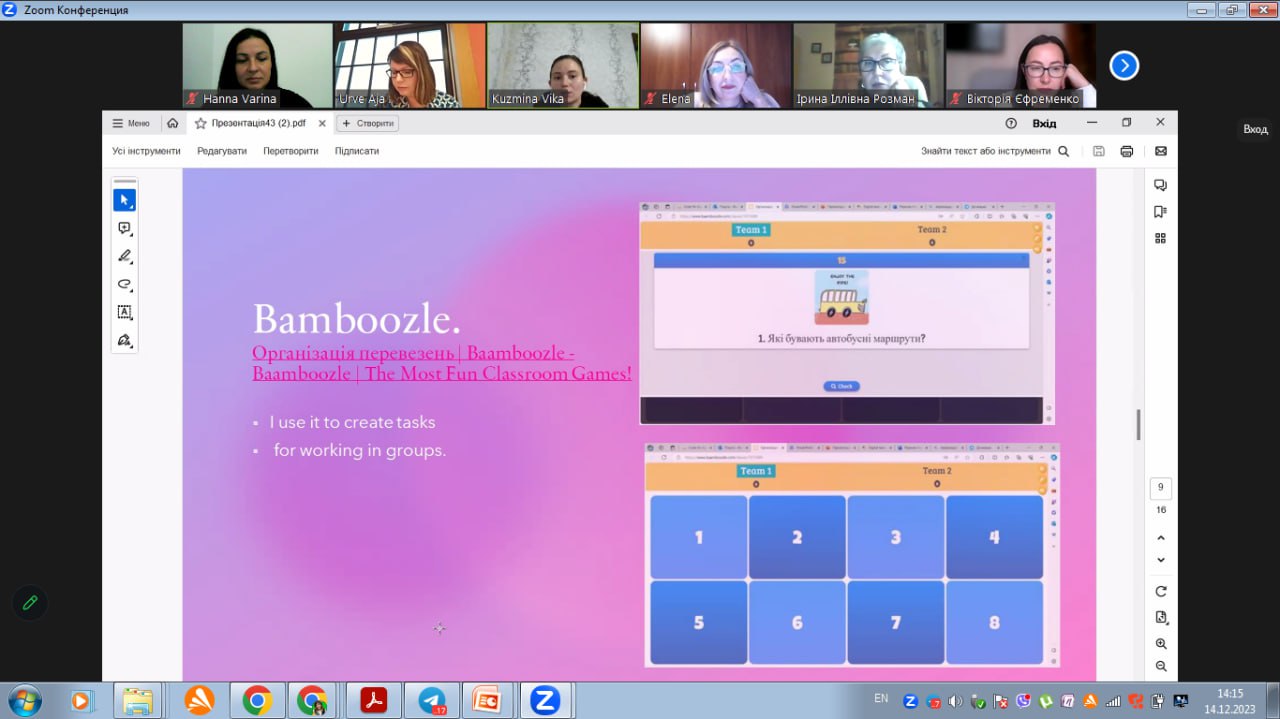 Zoom Конференция
Hanna Varina
Urve Aja
Kuzmina Vika
Elena
Ірина Іллівна Розман
Вікторія Єфременко
Вход
Меню
Презентація43 (2).pdf
Створити
Вхід
Усі інструменти
Редагувати
Перетворити
Підписати
Знайти текст або інструменти
Bamboozle.
Організація перевезень | Baamboozle -
Baamboozle | The Most Fun Classroom Games!
I use it to create tasks
for working in groups.
Team 1
0
Team 2
0
15
ENJOY THE
1. Які бувають автобусні маршрути?
Check
Team 1
0
Team 2
0
1
2
3
4
5
6
7
8
9
16
17
EN
14:15
14.12.2023